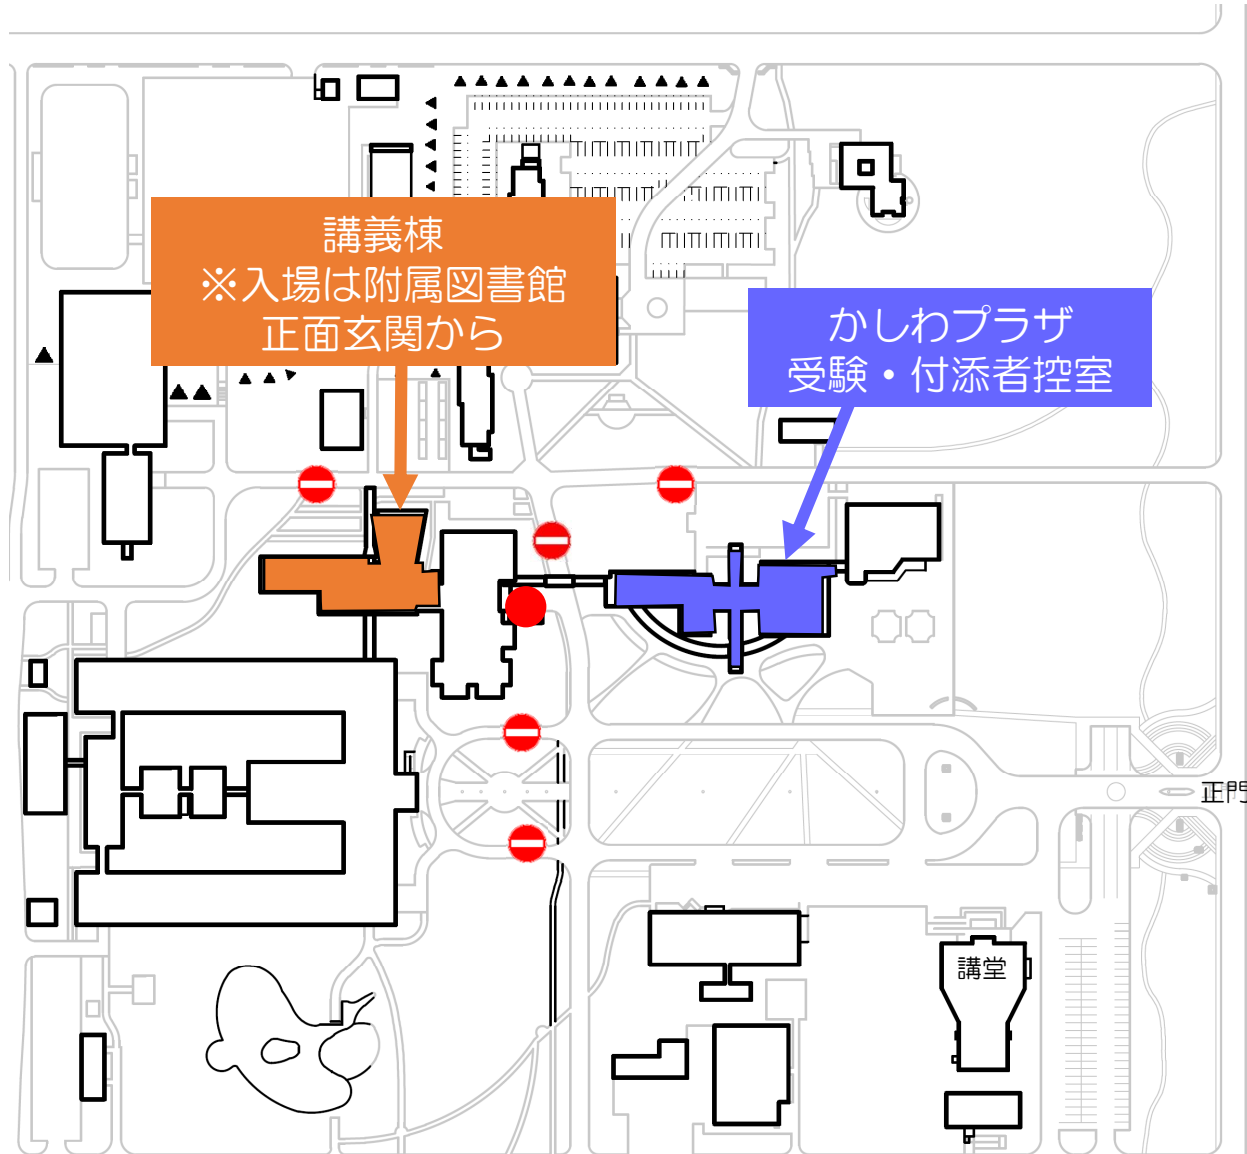 講義棟
※入場は附属図書館
正面玄関から
かしわプラザ
受験・付添者控室
正門
講堂